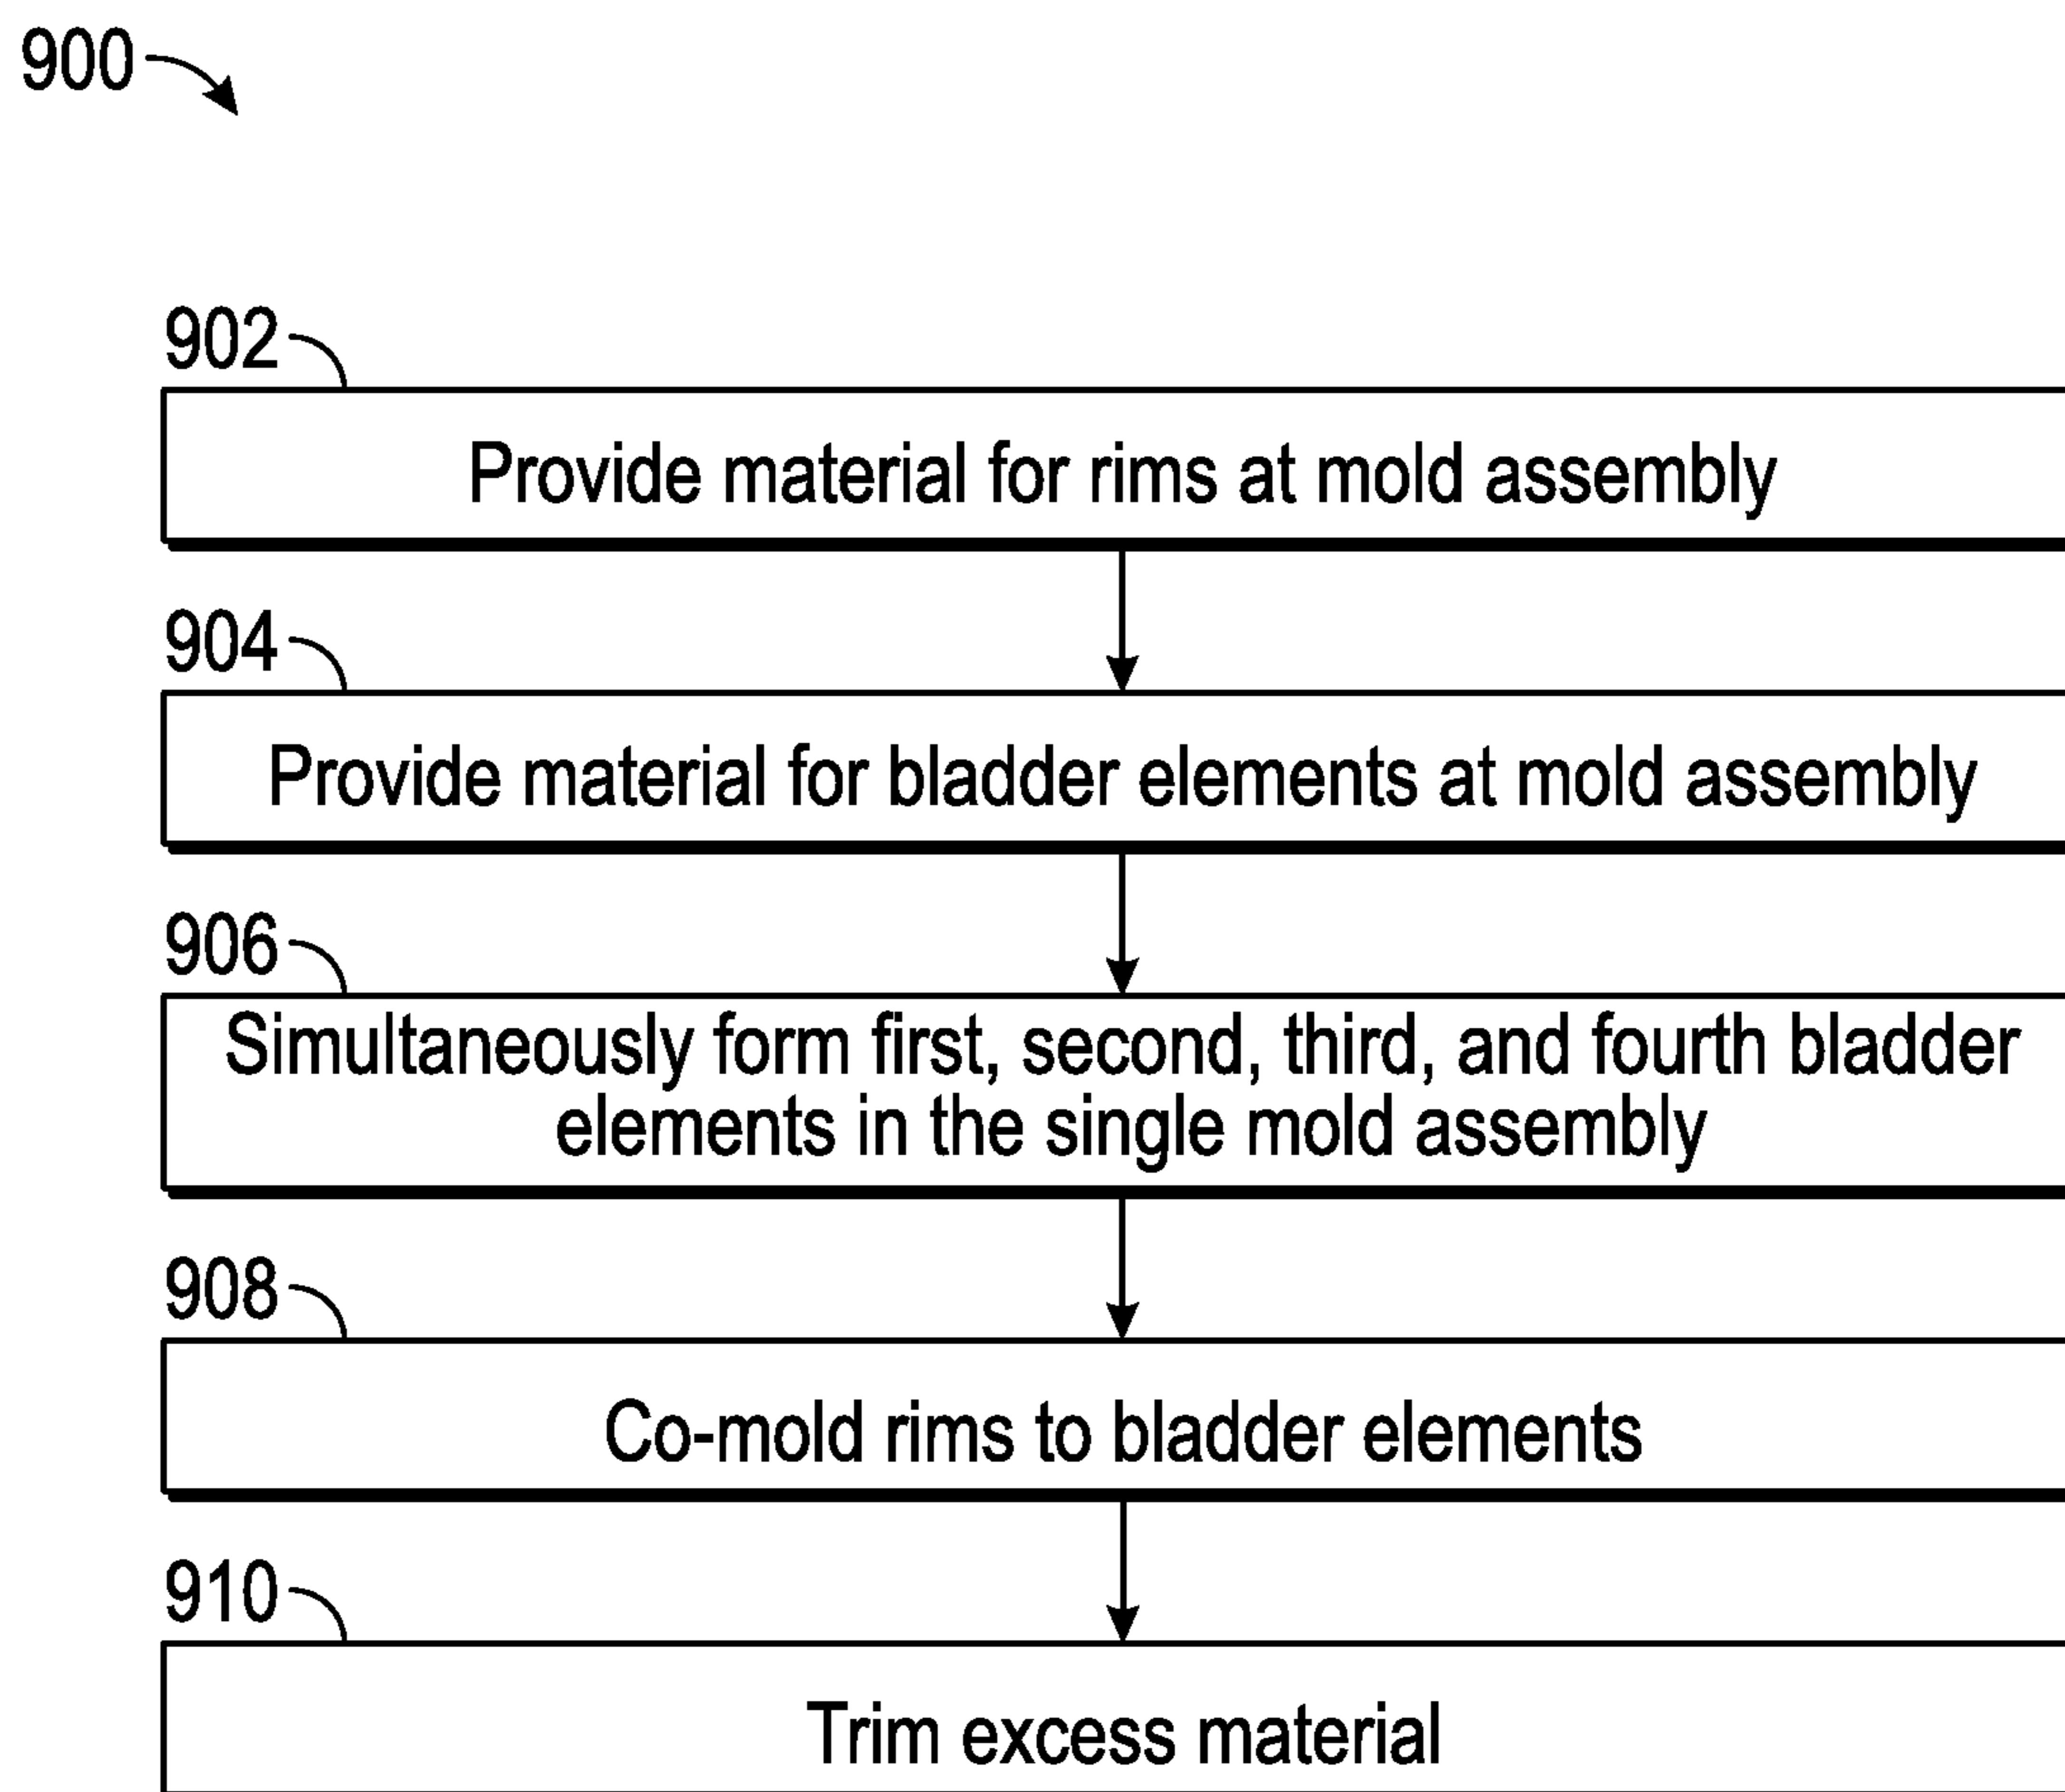 900
902
Provide material for rims at mold assembly
904
Provide material for bladder elements at mold assembly
906
Simultaneously form first, second, third, and fourth bladder
elements in the single mold assembly
908
Co-mold rims to bladder elements
910
Trim excess material